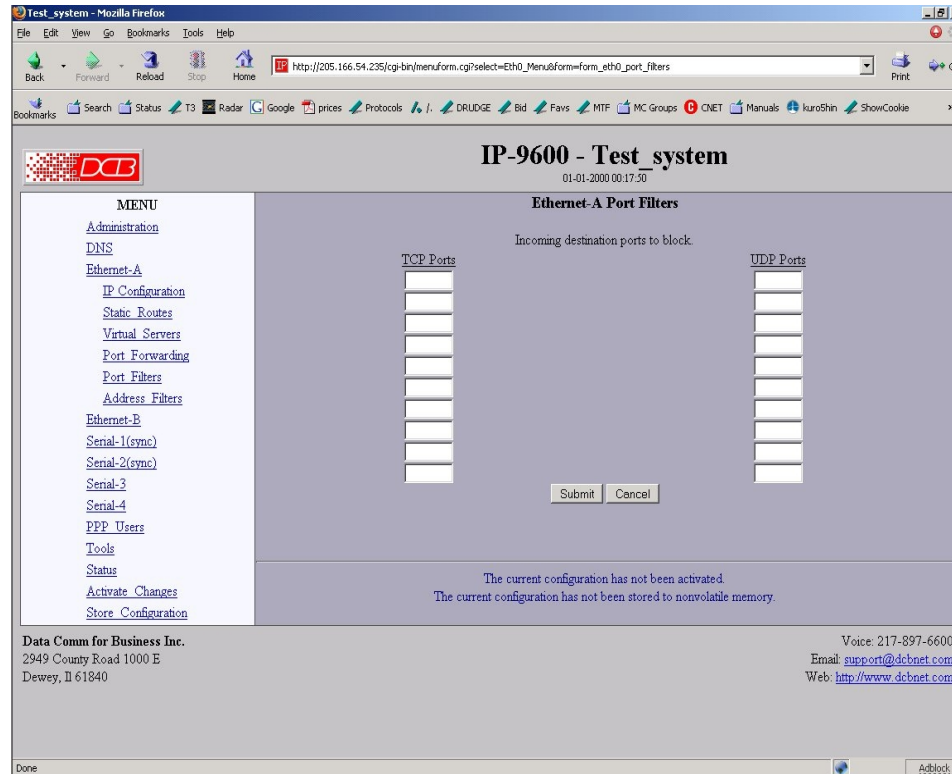 Test_system - Mozilla Firefox
File Edit View Go Bookmarks Tools Help
Back Forward Reload Stop Home
IP http://205.166.54.235/cgi-bin/menuform.cgi?select=Eth0_Menu&form=form_eth0_port_filters
Print
Bookmarks Search Status T3 Radar Google prices Protocols /. DRUDGE Bid Favs MTF MC Groups CNET Manuals kuro5hin ShowCookie
DCB
IP-9600 - Test_system
01-01-2000 00:17:50
MENU
Administration
DNS
Ethernet-A
IP Configuration
Static Routes
Virtual Servers
Port Forwarding
Port Filters
Address Filters
Ethernet-B
Serial-1(sync)
Serial-2(sync)
Serial-3
Serial-4
PPP Users
Tools
Status
Activate Changes
Store Configuration
Ethernet-A Port Filters
Incoming destination ports to block.
TCP Ports UDP Ports
Submit Cancel
The current configuration has not been activated.
The current configuration has not been stored to nonvolatile memory.
Data Comm for Business Inc.
2949 County Road 1000 E
Dewey, Il 61840
Voice: 217-897-6600
Email: support@dcbnet.com
Web: http://www.dcbnet.com
Done
Adblock